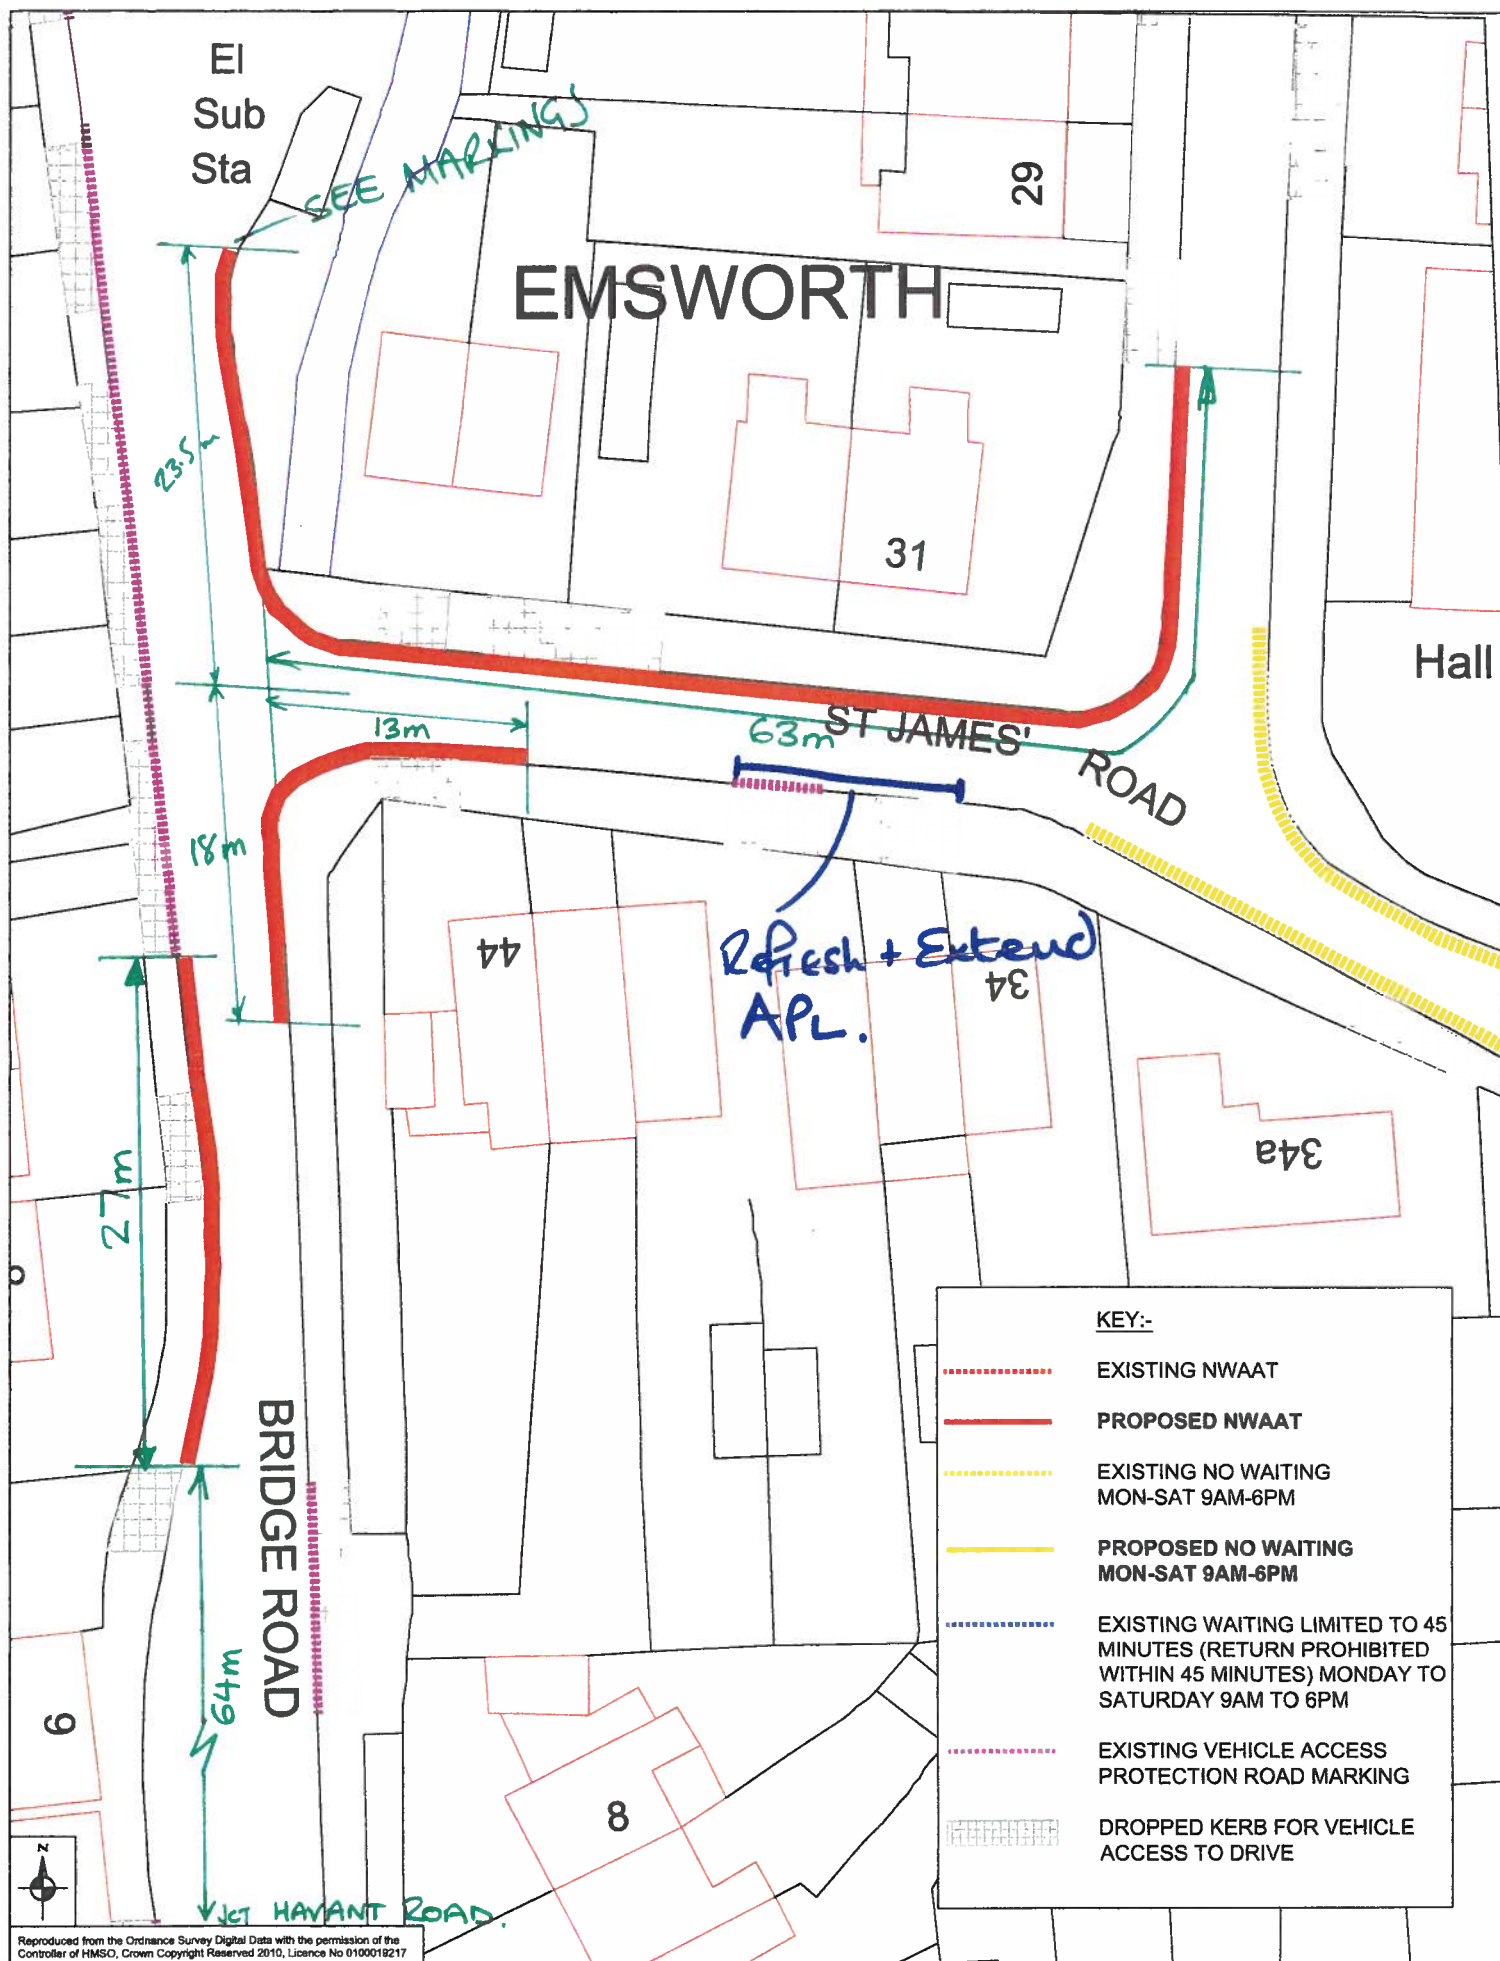 El
Sub
Sta
SEE MARKINGS
29
EMSWORTH
23.5m
31
Hall
13m
63m
ST JAMES'
ROAD
18m
44
Refresh + Extend
APL.
34
34a
27m
BRIDGE ROAD
64m
9
8
JCT HAVANT ROAD.
N
KEY:-
EXISTING NWAAT
PROPOSED NWAAT
EXISTING NO WAITING
MON-SAT 9AM-6PM
PROPOSED NO WAITING
MON-SAT 9AM-6PM
EXISTING WAITING LIMITED TO 45
MINUTES (RETURN PROHIBITED
WITHIN 45 MINUTES) MONDAY TO
SATURDAY 9AM TO 6PM
EXISTING VEHICLE ACCESS
PROTECTION ROAD MARKING
DROPPED KERB FOR VEHICLE
ACCESS TO DRIVE
Reproduced from the Ordnance Survey Digital Data with the permission of the
Controller of HMSO, Crown Copyright Reserved 2010, Licence No 0100019217